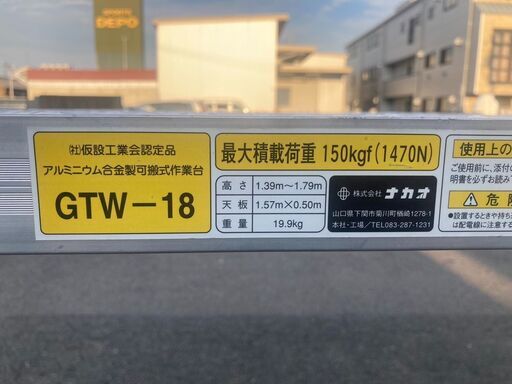 DEPO
(社)仮設工業会認定品
アルミニウム合金製可搬式作業台
GTW－18
最大積載荷重 150kgf(1470N)
高さ 1.39m～1.79m
天板 1.57m×0.50m
重量 19.9kg
株式会社 ナカオ
山口県下関市菊川町楢崎1278-1
本社・工場／TEL083-287-1231
使用上の
ご使用前に、添付の
明書を必ずお読みく
危
●設置するときや持ち
は配電線に注意する